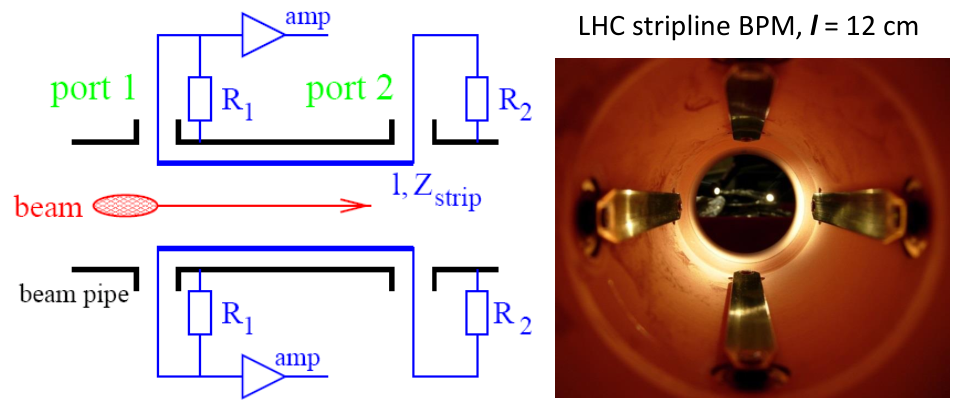 amp
LHC stripline BPM, l = 12 cm
port 1
R1
port 2
R2
l, Zstrip
beam
beam pipe
R1
R2
amp